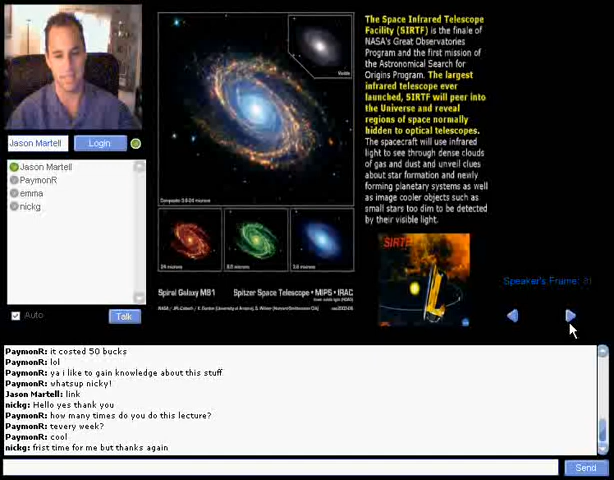 The Space Infrared Telescope
Facility (SIRTF) is the finale of
NASA's Great Observatories
Program and the first mission of
the Astronomical Search for
Origins Program. The largest
infrared telescope ever
launched, SIRTF will peer into
the Universe and reveal
regions of space normally
hidden to optical telescopes.
The spacecraft will use infrared
light to see through dense clouds
of gas and dust and unveil clues
about star formation and newly
forming planetary systems as well
as image cooler objects such as
small stars too dim to be detected
by their visible light.
Visible
Composite
24 microns
8.0 microns
3.6 microns
Spiral Galaxy M81
Spitzer Space Telescope • MIPS • IRAC
SIRTF
Speaker's Frume:
Jason Martell
Login
Jason Martell
PaymonR
emma
nickg
Auto
Talk
PaymonR: it costed 50 bucks
PaymonR: lol
PaymonR: ya i like to gain knowledge about this stuff
PaymonR: whatsup nicky!
Jason Martell: link
nickg: Hello yes thank you
PaymonR: how many times do you do this lecture?
PaymonR: tevery week?
PaymonR: cool
nickg: frist time for me but thanks again
Send